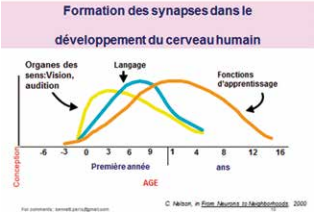 Formation des synapses dans le
développement du cerveau humain
Organes des
sens:Vision,
audition
Langage
Fonctions
d'apprentissage
Conception
-6 -3 0 3 6 9 1 4 8 12 16
Première année
ans
AGE
C. Nelson, in From Neurons to Neighborhoods, 2000